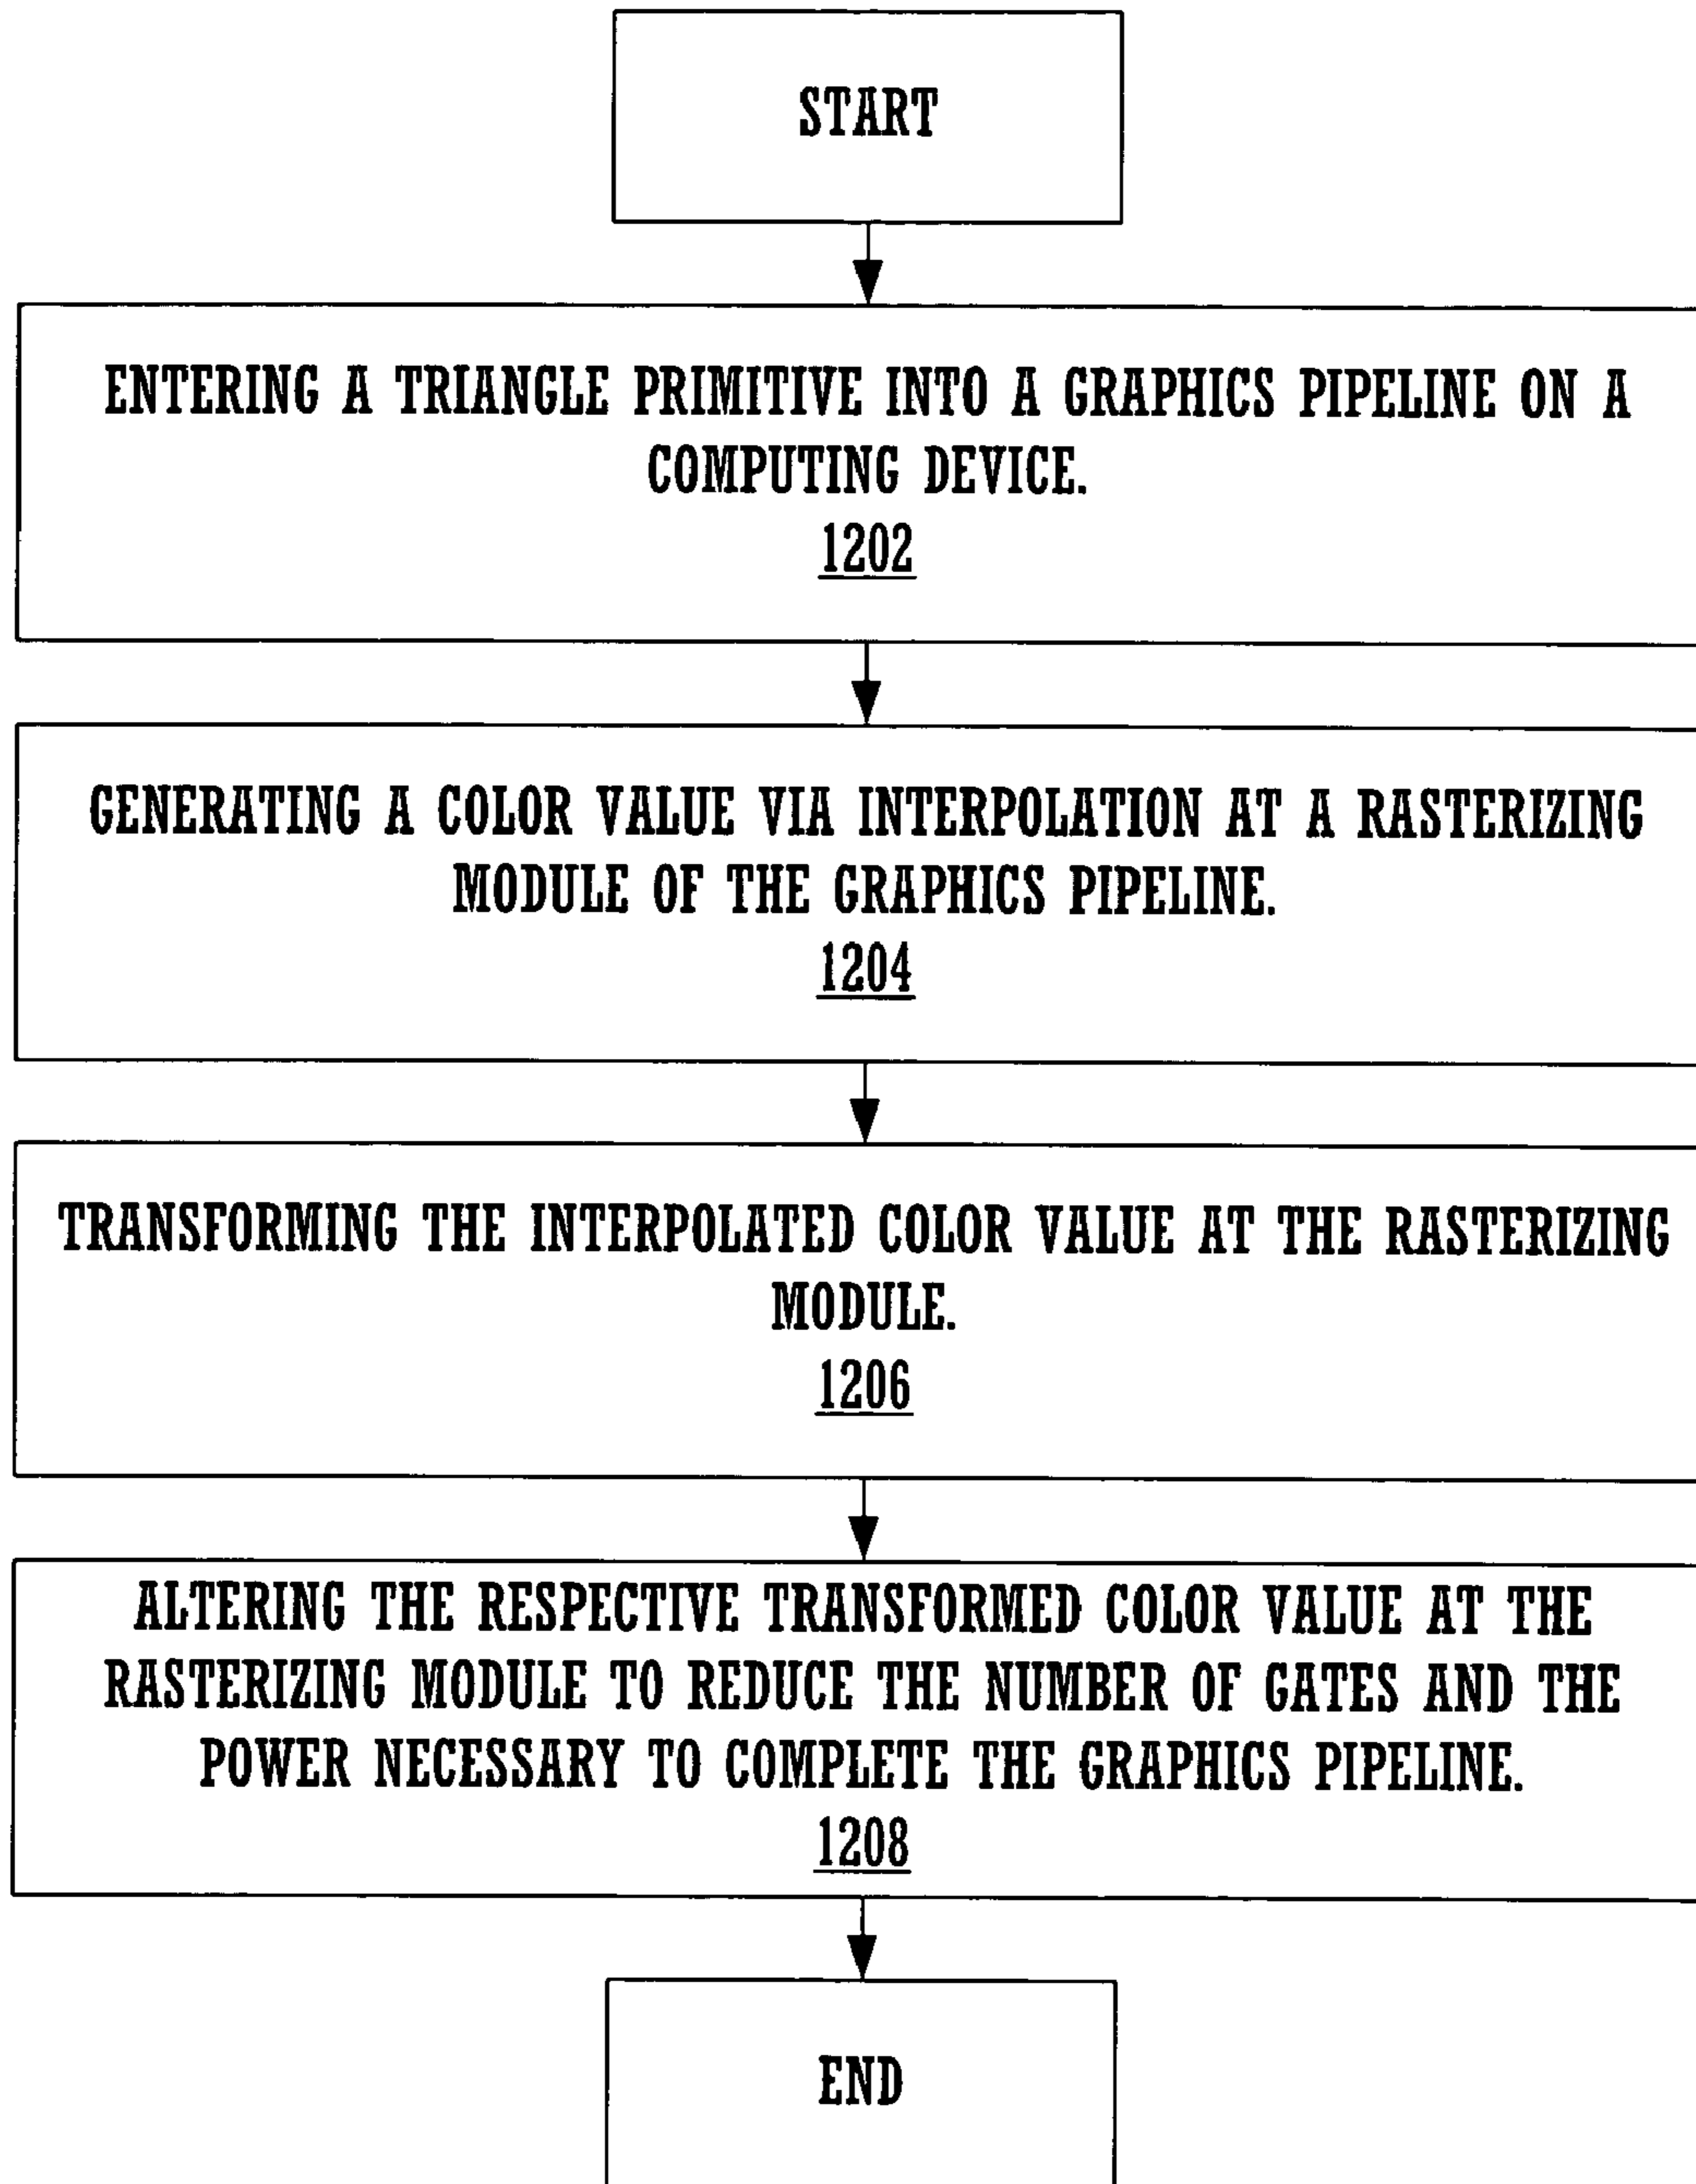 START
ENTERING A TRIANGLE PRIMITIVE INTO A GRAPHICS PIPELINE ON A
COMPUTING DEVICE.
1202
GENERATING A COLOR VALUE VIA INTERPOLATION AT A RASTERIZING
MODULE OF THE GRAPHICS PIPELINE.
1204
TRANSFORMING THE INTERPOLATED COLOR VALUE AT THE RASTERIZING
MODULE.
1206
ALTERING THE RESPECTIVE TRANSFORMED COLOR VALUE AT THE
RASTERIZING MODULE TO REDUCE THE NUMBER OF GATES AND THE
POWER NECESSARY TO COMPLETE THE GRAPHICS PIPELINE.
1208
END